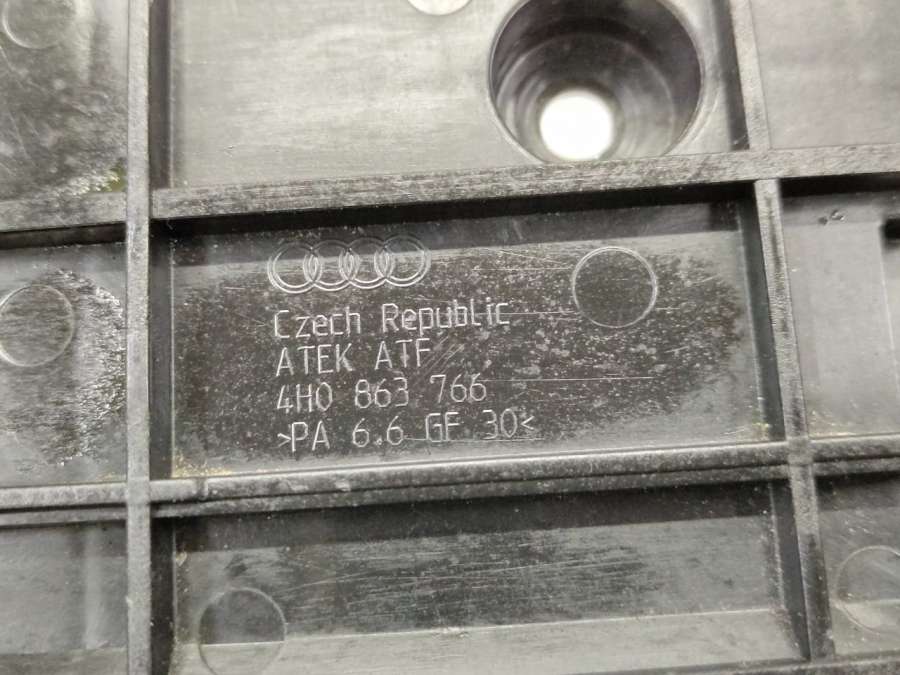 Czech Republic
ATEK ATF
4H0 863 766
>PA 6.6 GF 30<